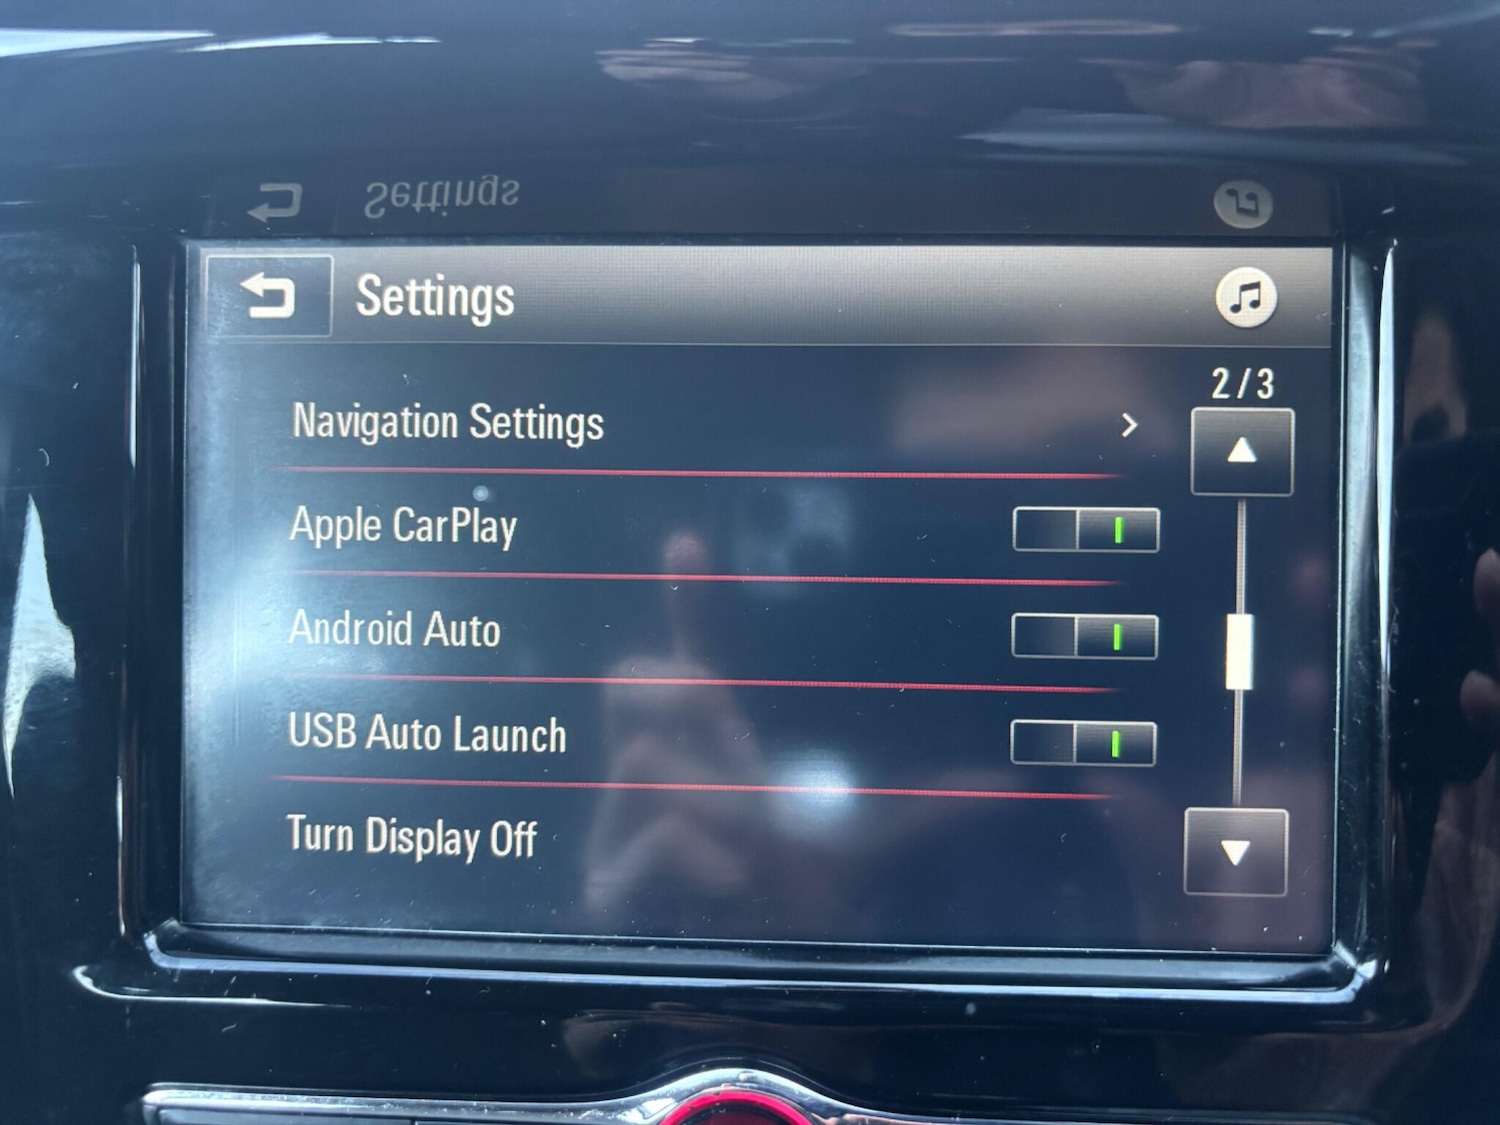 Settings
2/3
Navigation Settings
Apple CarPlay
Android Auto
USB Auto Launch
Turn Display Off